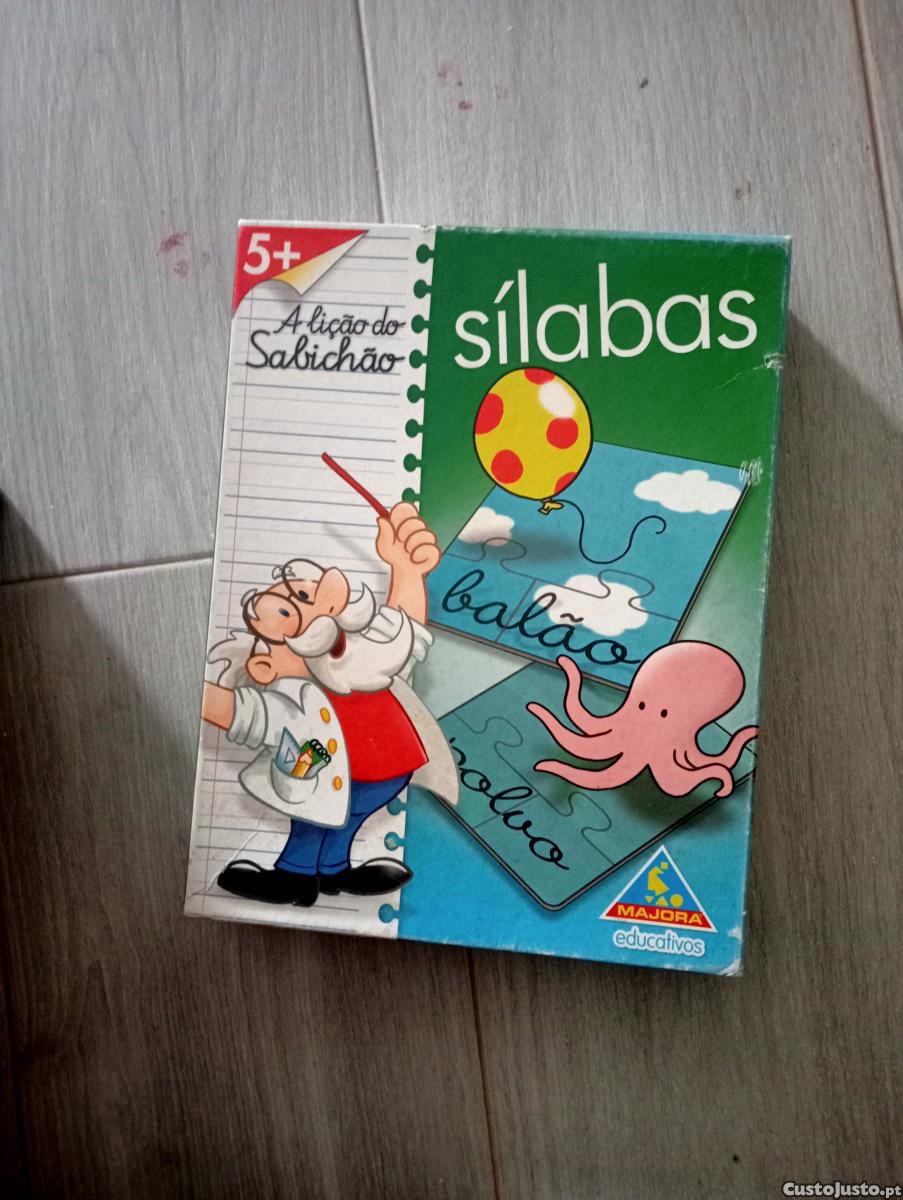 5+
A lição do
Sabichão
sílabas
balão
polvo
MAJORA
educativos
CustoJusto.pt